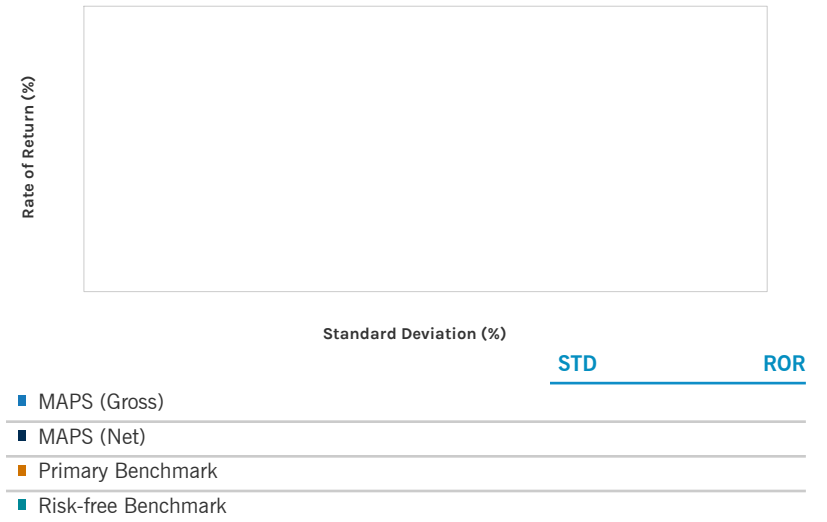 Rate of Return (%)
Standard Deviation (%)
STD ROR
MAPS (Gross)
MAPS (Net)
Primary Benchmark
Risk-free Benchmark